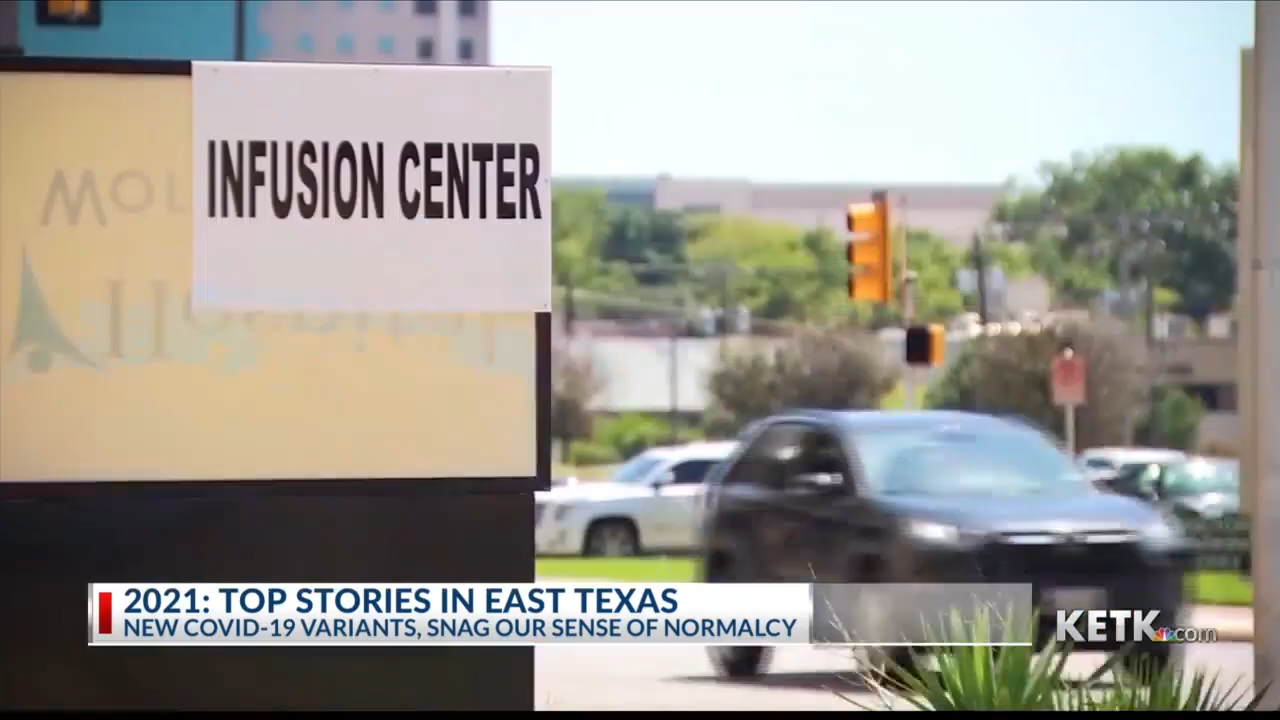 INFUSION CENTER
2021: TOP STORIES IN EAST TEXAS
NEW COVID-19 VARIANTS, SNAG OUR SENSE OF NORMALCY
KETK.com